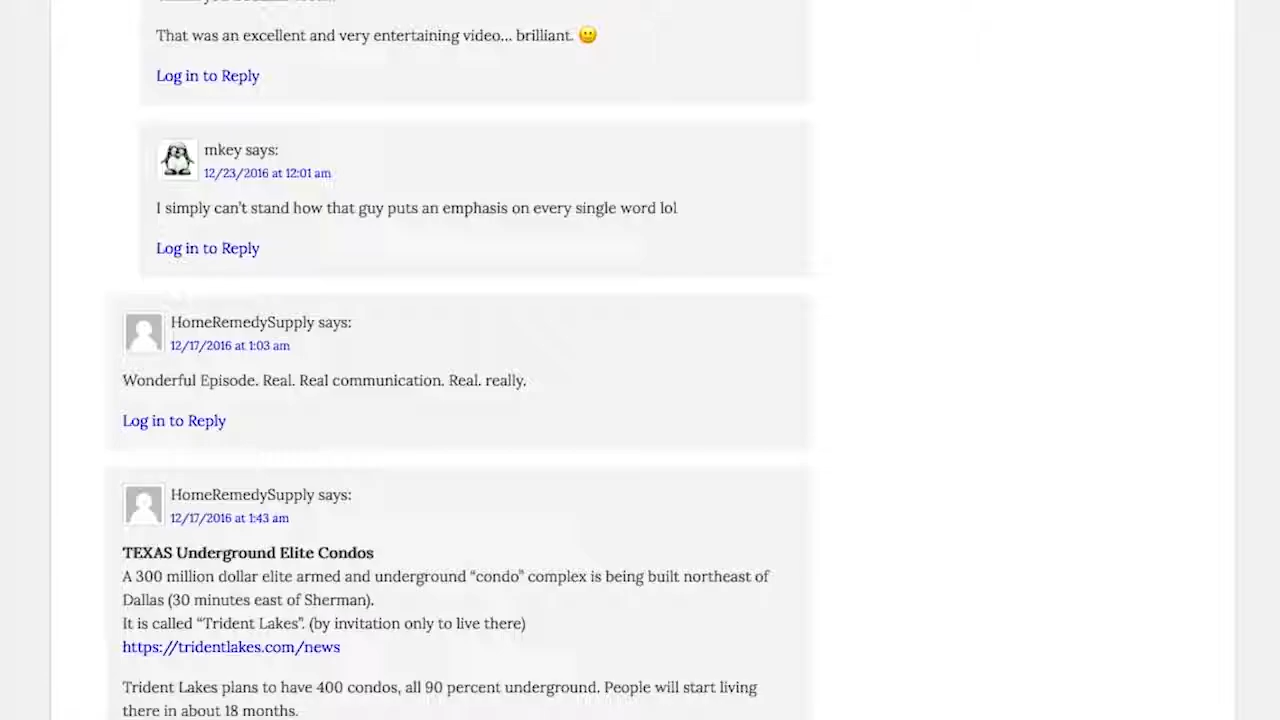 That was an excellent and very entertaining video… brilliant. 🙂
Log in to Reply
mkey says:
12/23/2016 at 12:01 am
I simply can’t stand how that guy puts an emphasis on every single word lol
Log in to Reply
HomeRemedySupply says:
12/17/2016 at 1:03 am
Wonderful Episode. Real. Real communication. Real. really.
Log in to Reply
HomeRemedySupply says:
12/17/2016 at 1:43 am
TEXAS Underground Elite Condos
A 300 million dollar elite armed and underground “condo” complex is being built northeast of
Dallas (30 minutes east of Sherman).
It is called “Trident Lakes”. (by invitation only to live there)
https://tridentlakes.com/news
Trident Lakes plans to have 400 condos, all 90 percent underground. People will start living
there in about 18 months.